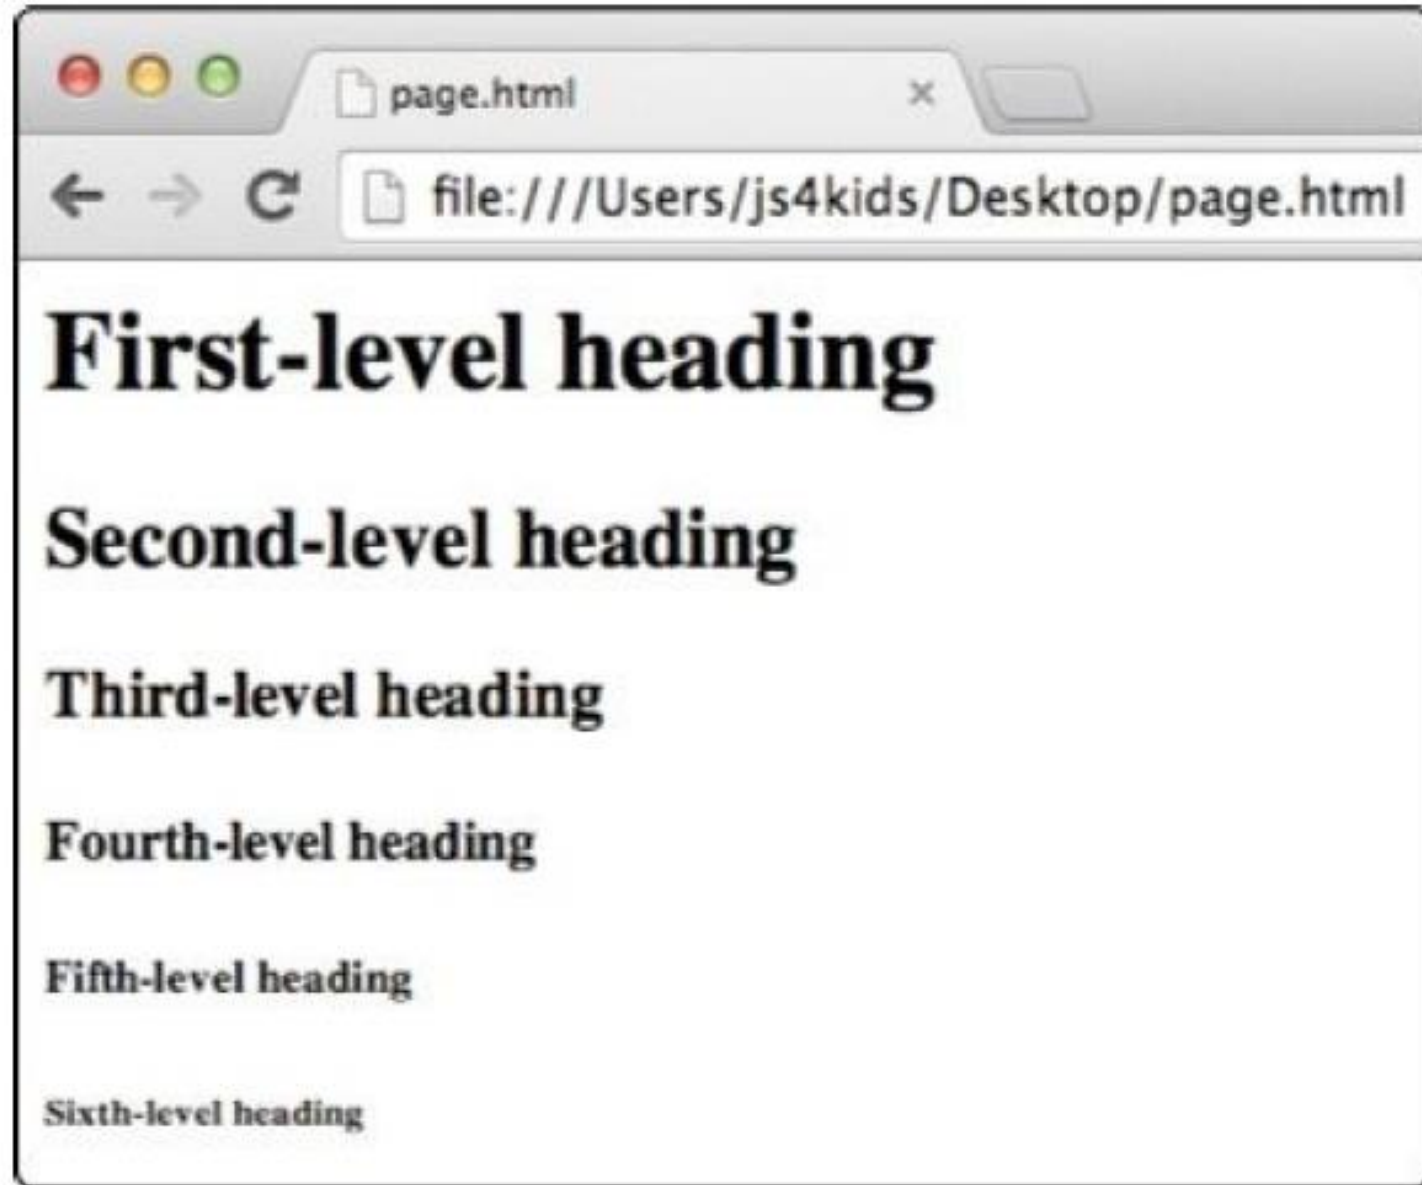 page.html
file:///Users/js4kids/Desktop/page.html
First-level heading
Second-level heading
Third-level heading
Fourth-level heading
Fifth-level heading
Sixth-level heading